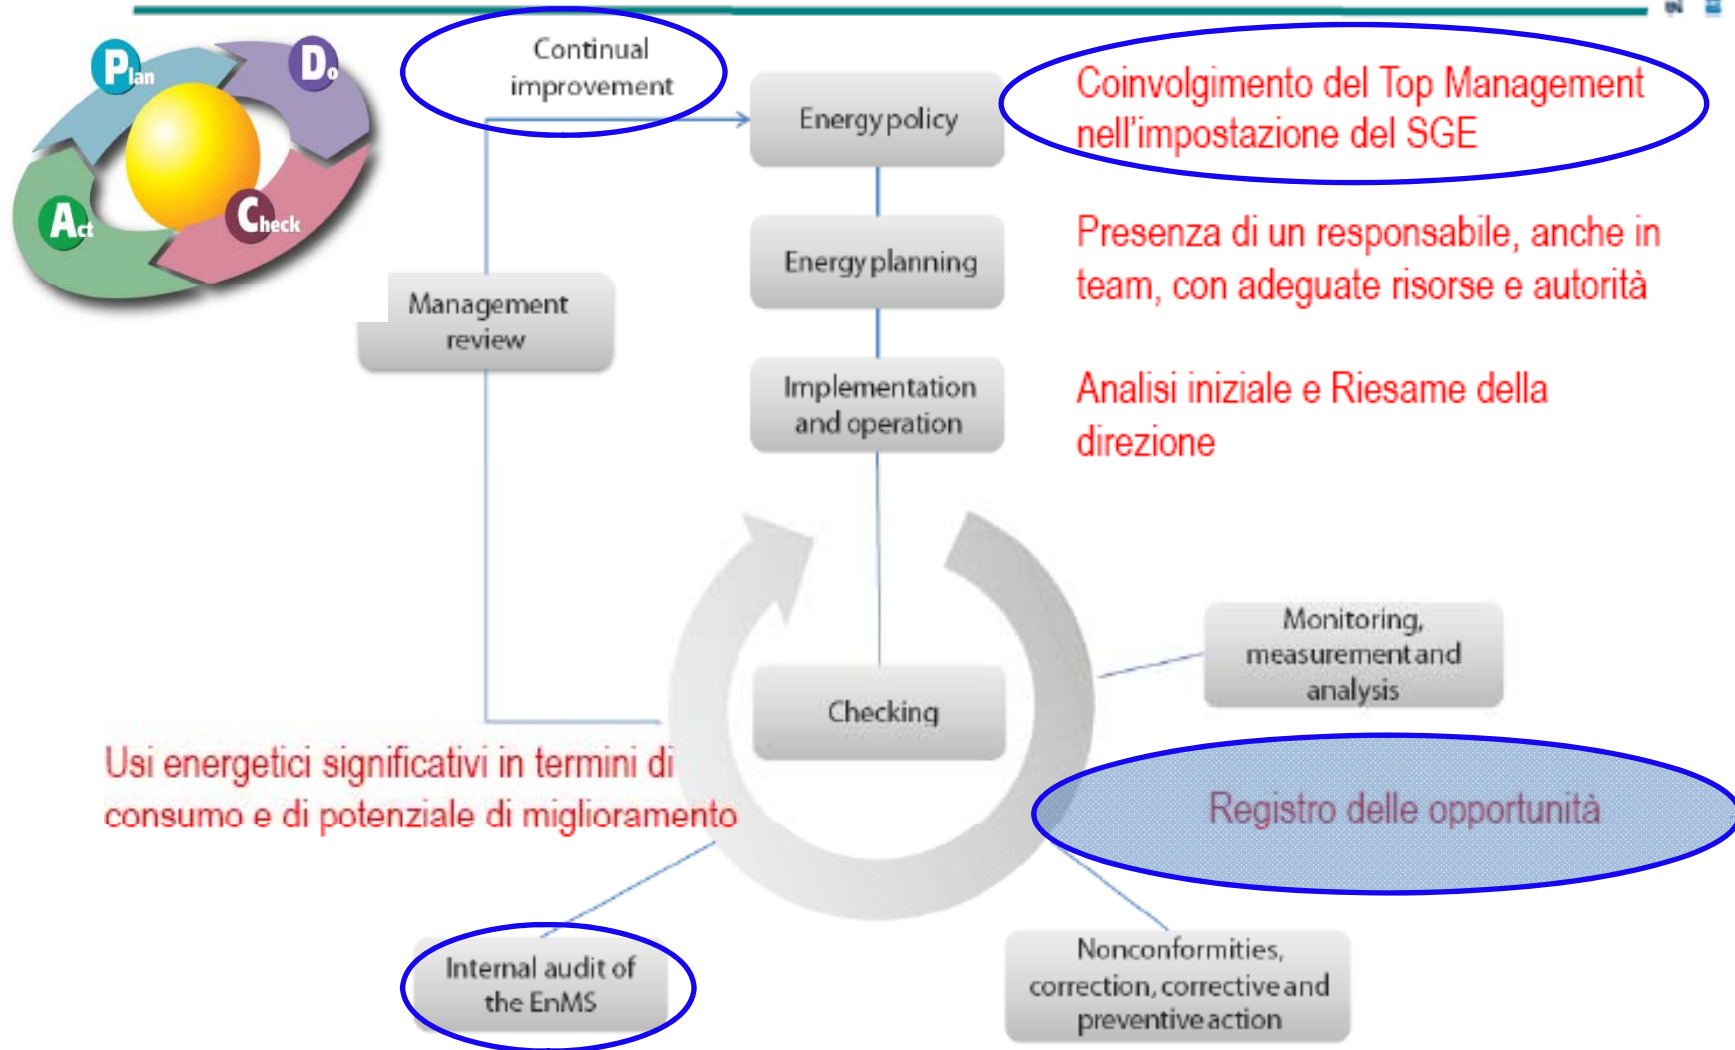 Plan
Do
Act
Check
Continual
improvement
Energy policy
Coinvolgimento del Top Management
nell'impostazione del SGE
Energy planning
Presenza di un responsabile, anche in
team, con adeguate risorse e autorità
Management
review
Implementation
and operation
Analisi iniziale e Riesame della
direzione
Monitoring,
measurement and
analysis
Checking
Usi energetici significativi in termini di
consumo e di potenziale di miglioramento
Registro delle opportunità
Internal audit of
the EnMS
Nonconformities,
correction, corrective and
preventive action